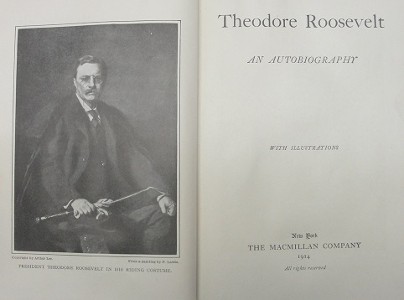 PRESIDENT THEODORE ROOSEVELT IN HIS RIDING COSTUME.
Theodore Roosevelt
AN AUTOBIOGRAPHY
WITH ILLUSTRATIONS
New York
THE MACMILLAN COMPANY
1914
All rights reserved